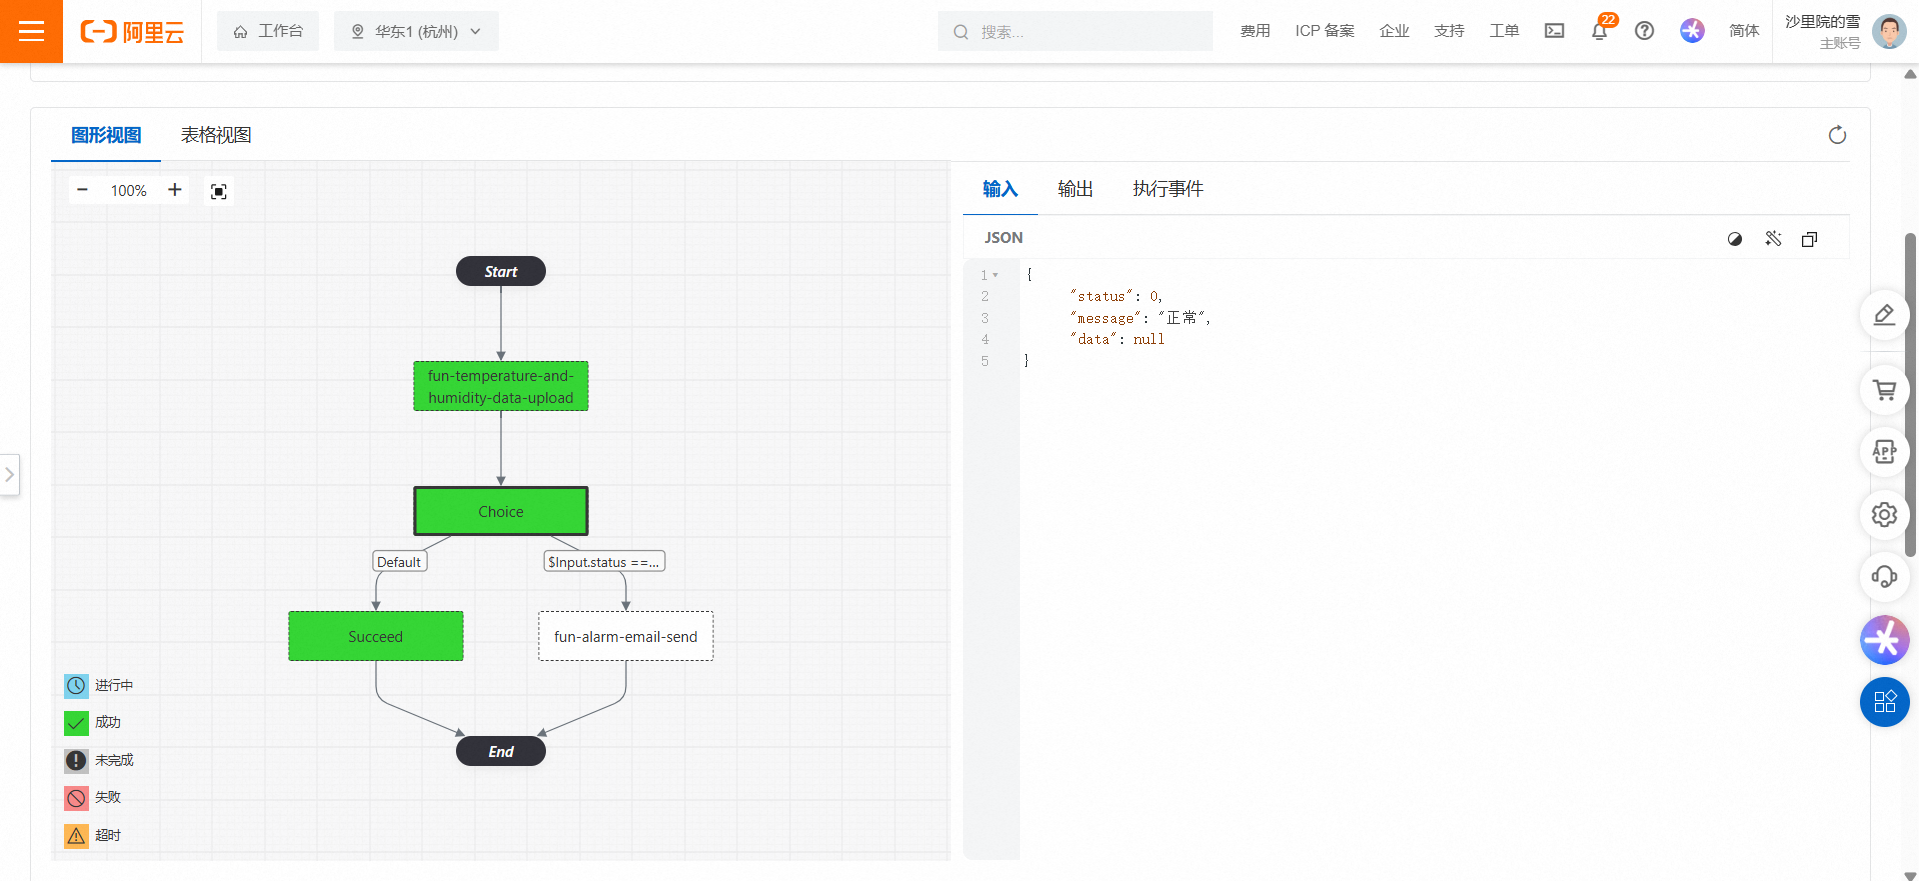 阿里云
工作台
华东1 (杭州)
搜索...
费用
ICP 备案
企业
支持
工单
22
简体
沙里院的雪
主账号
图形视图
表格视图
100%
输入
输出
执行事件
JSON
1
{
2
"status": 0,
3
"message": "正常",
4
"data": null
5
}
Start
fun-temperature-and-
humidity-data-upload
Choice
Default
$Input.status ==...
Succeed
fun-alarm-email-send
End
进行中
成功
未完成
失败
超时
APP